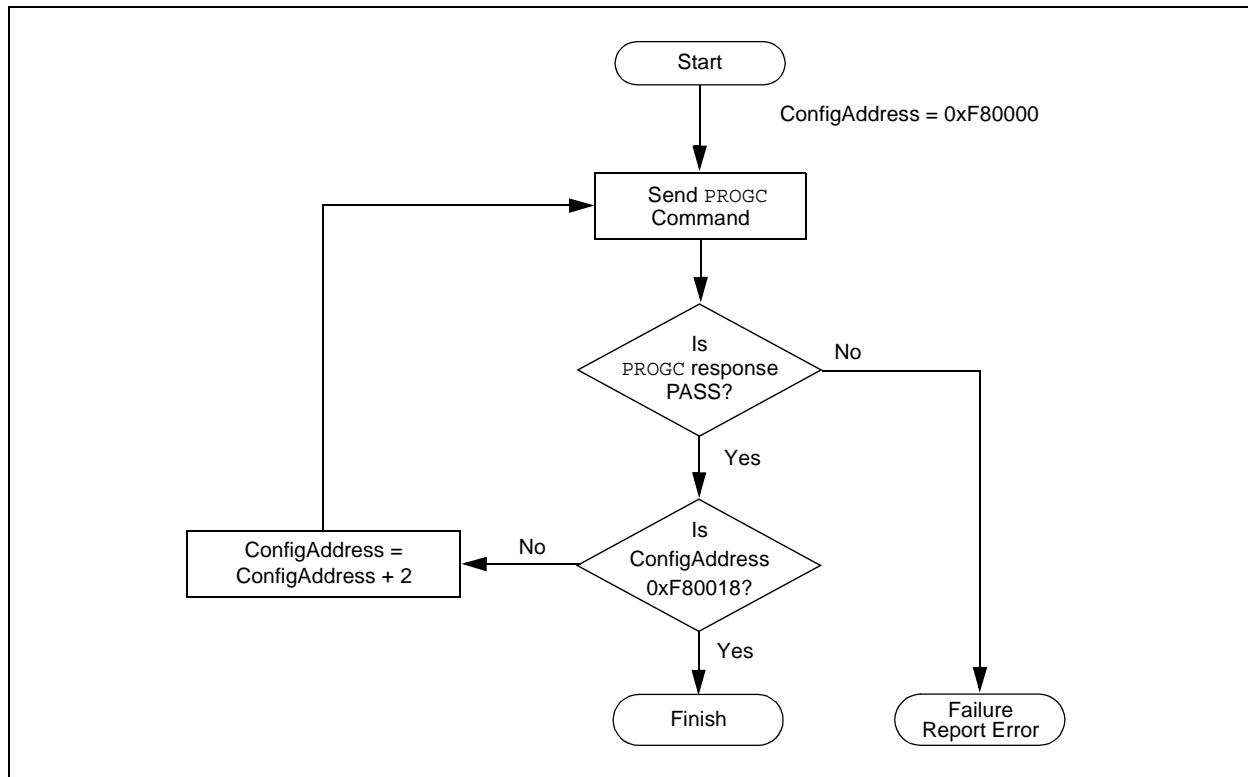 Start
ConfigAddress = 0xF80000
Send PROGC
Command
Is
PROGC response
PASS?
No
Yes
Is
ConfigAddress
0xF80018?
No
ConfigAddress =
ConfigAddress + 2
Yes
Finish
Failure
Report Error